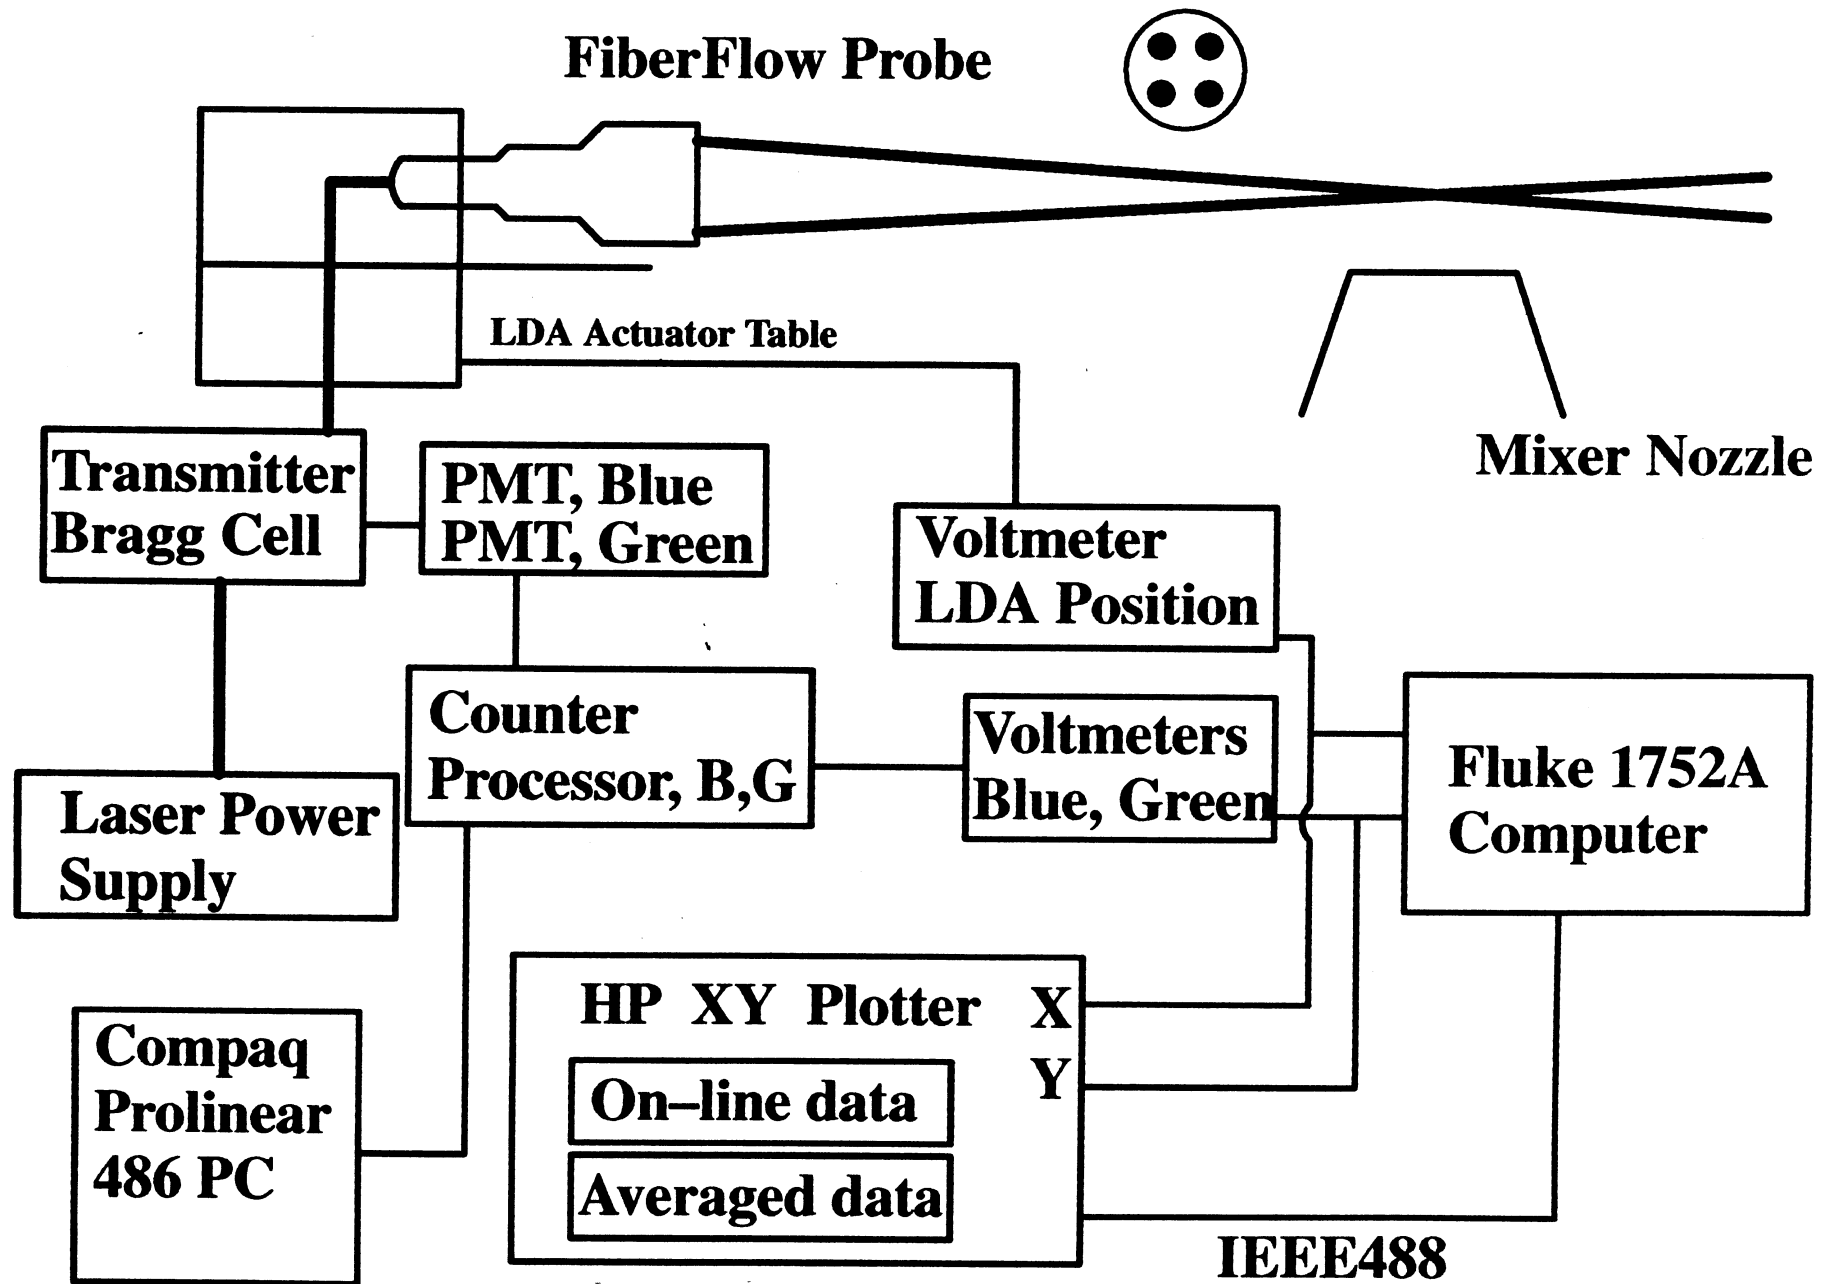 FiberFlow Probe
LDA Actuator Table
Mixer Nozzle
Transmitter
Bragg Cell
PMT, Blue
PMT, Green
Voltmeter
LDA Position
Counter
Processor, B,G
Voltmeters
Blue, Green
Fluke 1752A
Computer
Laser Power
Supply
HP XY Plotter X
Y
On–line data
Averaged data
Compaq
Prolinear
486 PC
IEEE488